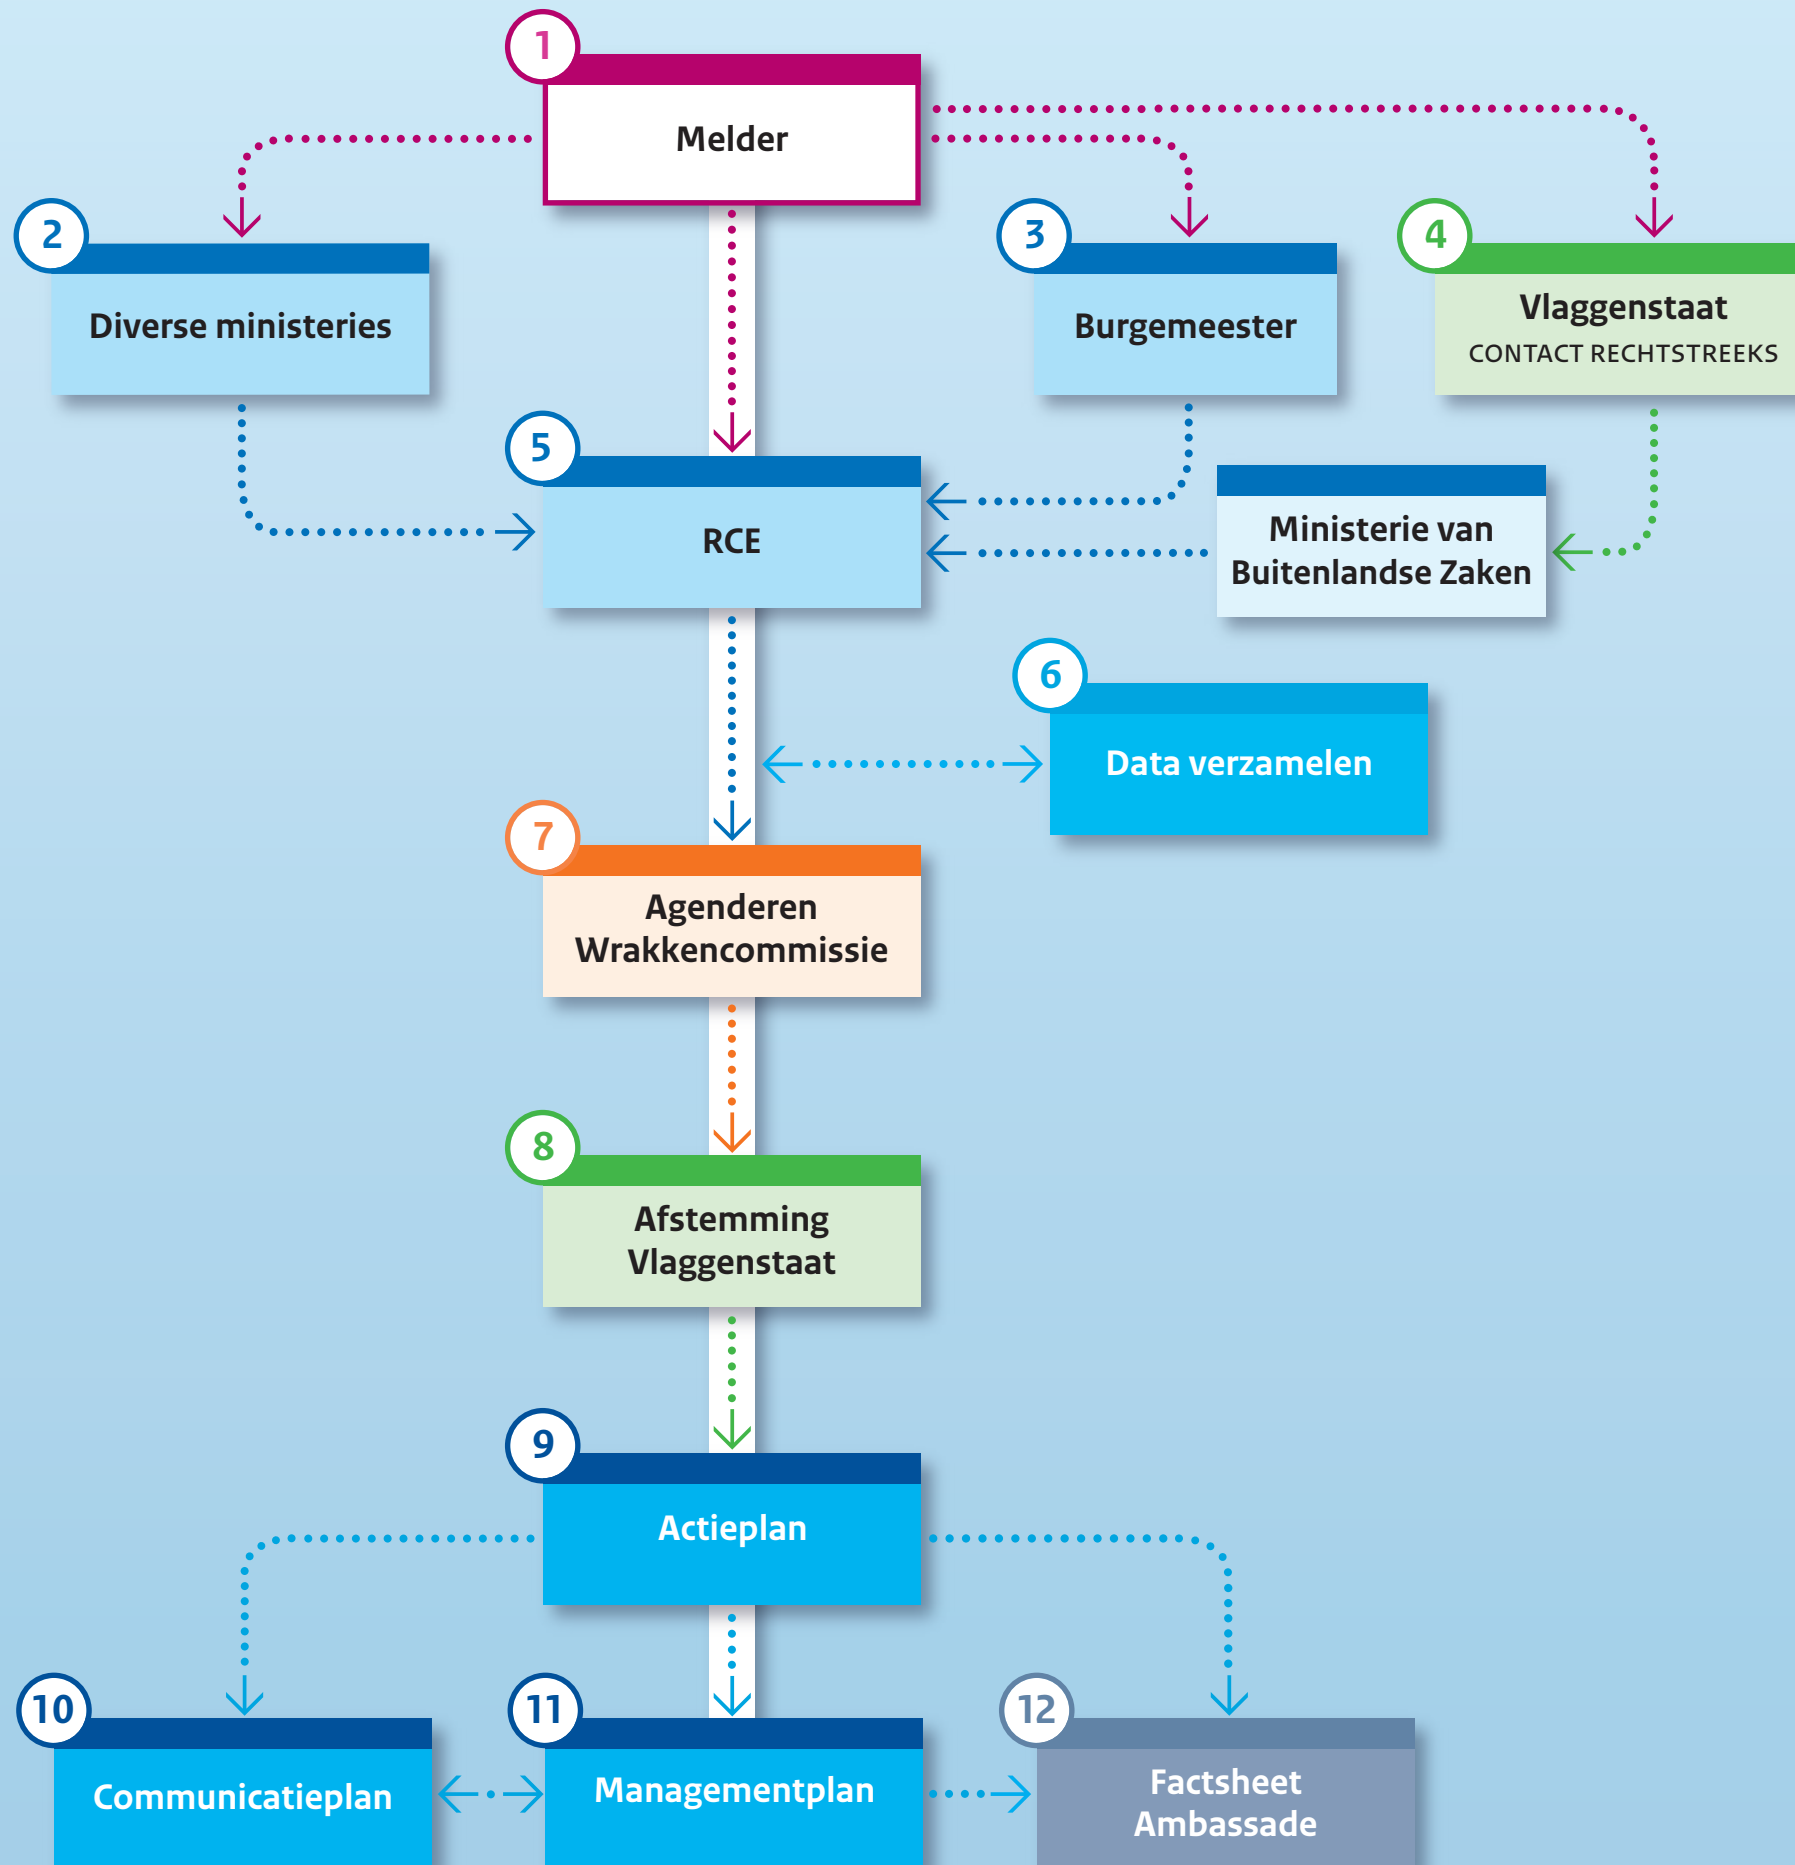 1
Melder
2
Diverse ministeries
3
Burgemeester
4
Vlaggenstaat
CONTACT RECHTSTREEKS
5
RCE
Ministerie van
Buitenlandse Zaken
6
Data verzamelen
7
Agenderen
Wrakkencommissie
8
Afstemming
Vlaggenstaat
9
Actieplan
10
Communicatieplan
11
Managementplan
12
Factsheet
Ambassade